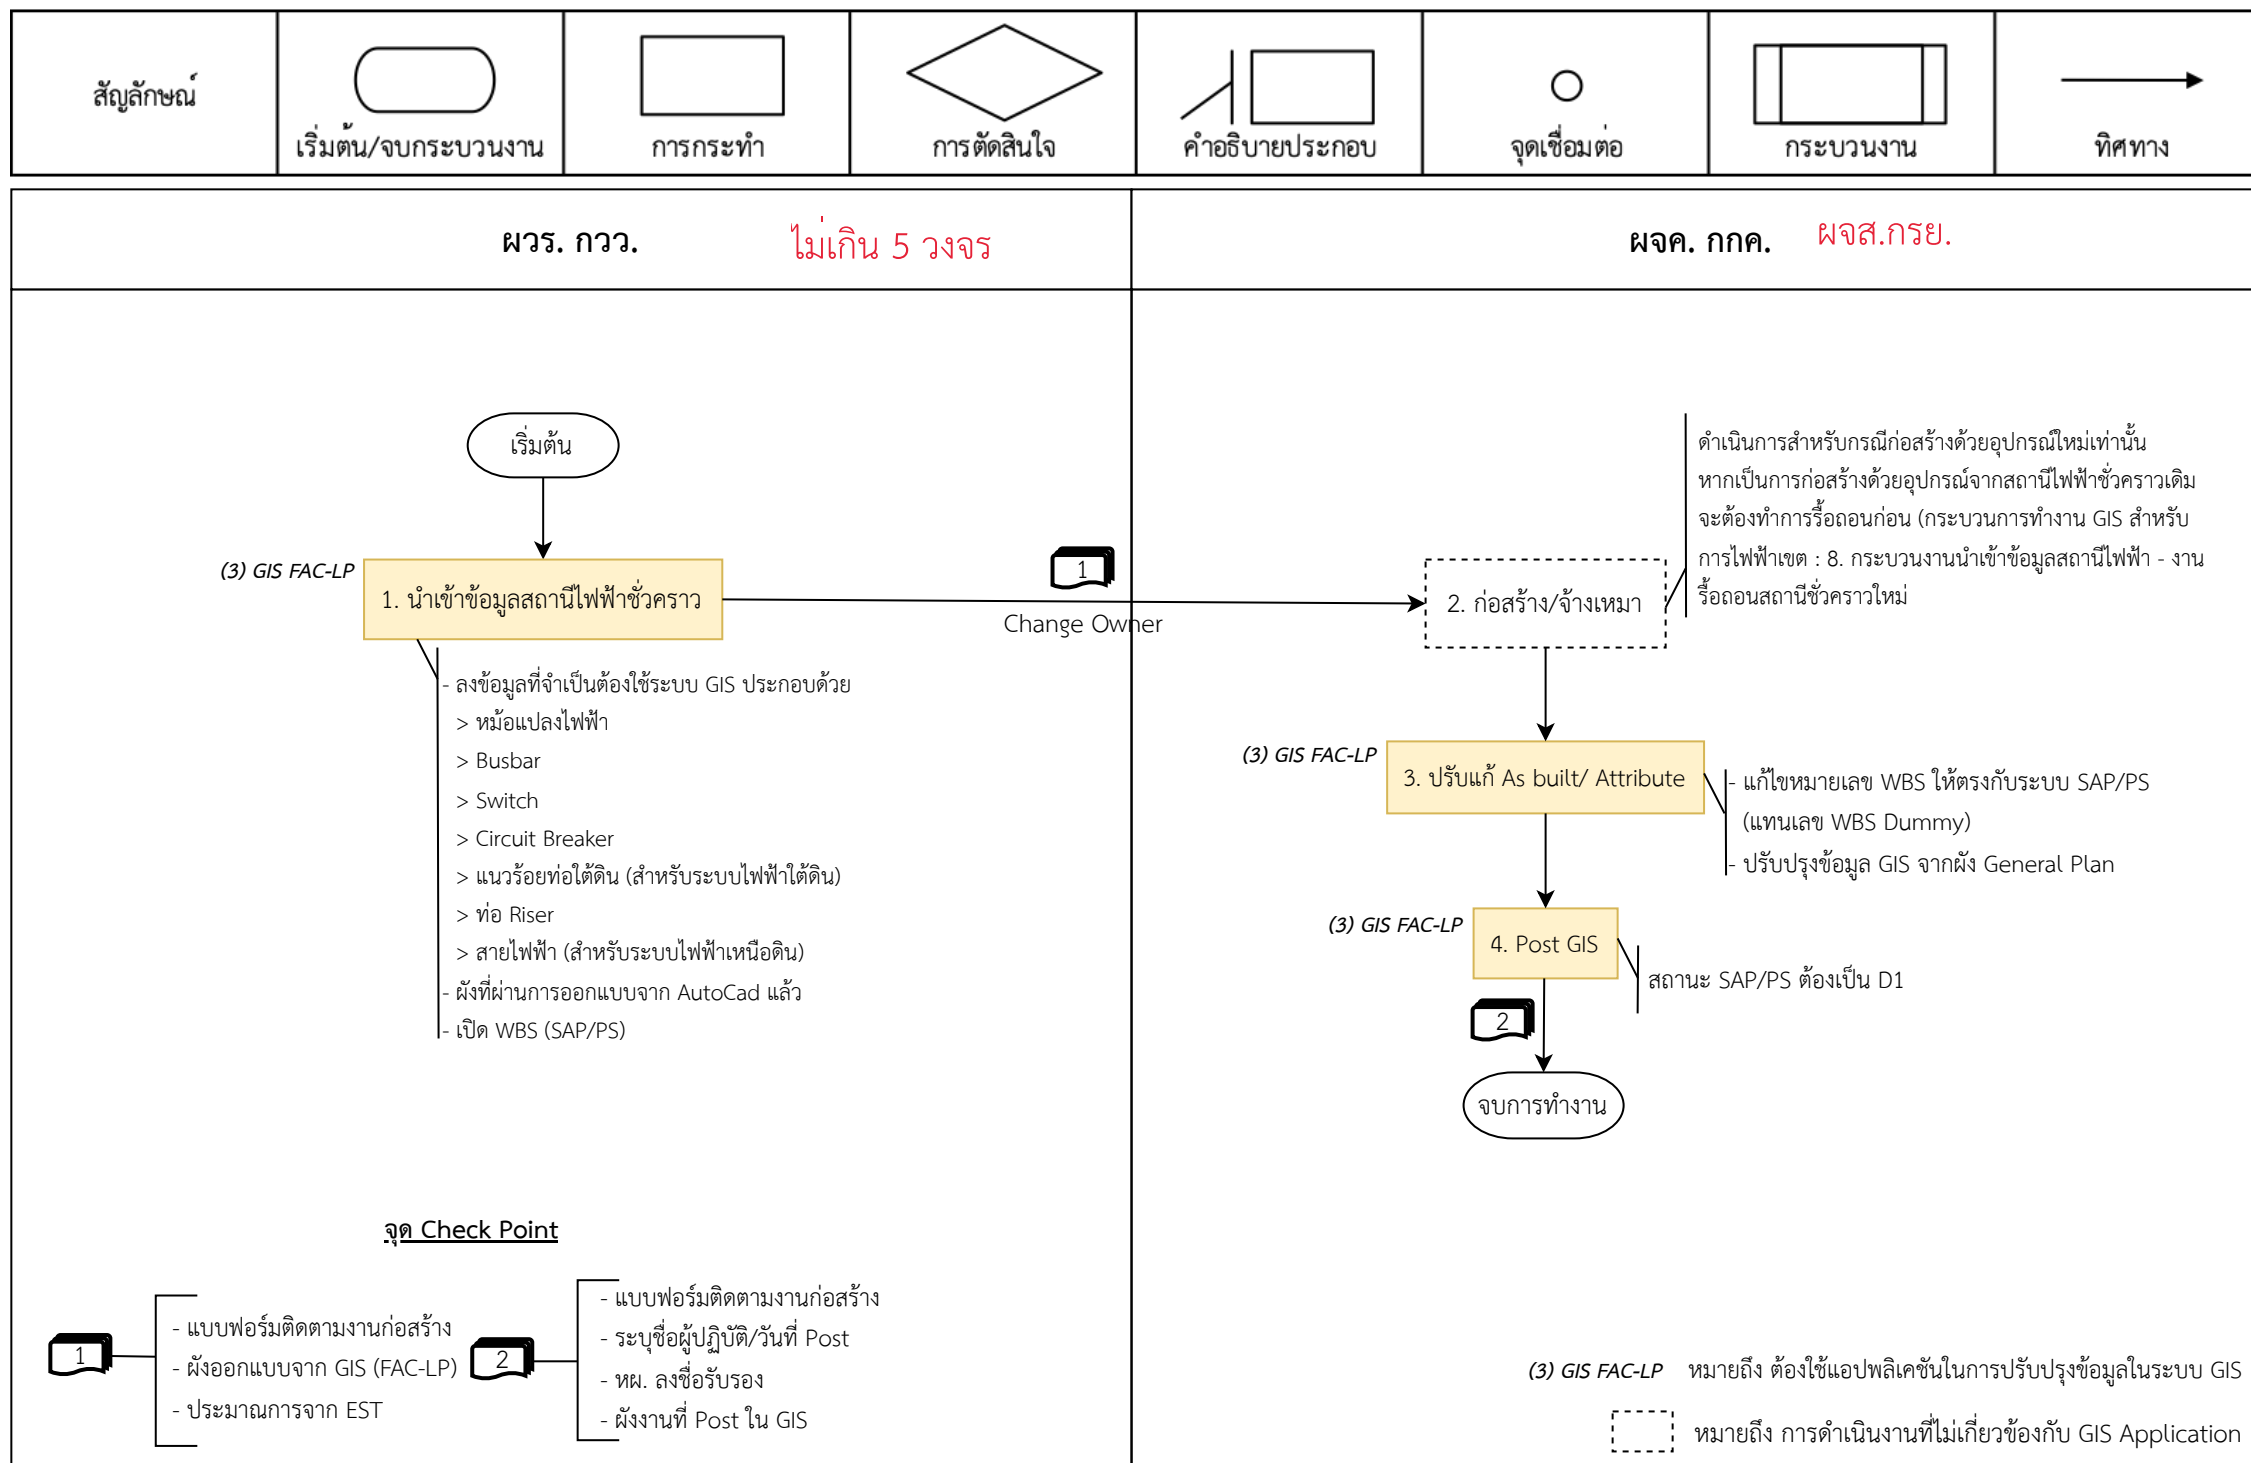 สัญลักษณ์
เริ่มต้น/จบกระบวนงาน
การกระทำ
การตัดสินใจ
คำอธิบายประกอบ
จุดเชื่อมต่อ
กระบวนงาน
ทิศทาง
ผวร. กวว.
ไม่เกิน 5 วงจร
ผจค. กกค.
ผจส.กรย.
เริ่มต้น
(3) GIS FAC-LP
1. นำเข้าข้อมูลสถานีไฟฟ้าชั่วคราว
- ลงข้อมูลที่จำเป็นต้องใช้ระบบ GIS ประกอบด้วย
> หม้อแปลงไฟฟ้า
> Busbar
> Switch
> Circuit Breaker
> แนวร้อยท่อใต้ดิน (สำหรับระบบไฟฟ้าใต้ดิน)
> ท่อ Riser
> สายไฟฟ้า (สำหรับระบบไฟฟ้าเหนือดิน)
- ผังที่ผ่านการออกแบบจาก AutoCad แล้ว
- เปิด WBS (SAP/PS)
1
Change Owner
2. ก่อสร้าง/จ้างเหมา
ดำเนินการสำหรับกรณีก่อสร้างด้วยอุปกรณ์ใหม่เท่านั้น
หากเป็นการก่อสร้างด้วยอุปกรณ์จากสถานีไฟฟ้าชั่วคราวเดิม
จะต้องทำการรื้อถอนก่อน (กระบวนการทำงาน GIS สำหรับ
การไฟฟ้าเขต : 8. กระบวนงานนำเข้าข้อมูลสถานีไฟฟ้า - งาน
รื้อถอนสถานีชั่วคราวใหม่
(3) GIS FAC-LP
3. ปรับแก้ As built/ Attribute
- แก้ไขหมายเลข WBS ให้ตรงกับระบบ SAP/PS
(แทนเลข WBS Dummy)
- ปรับปรุงข้อมูล GIS จากผัง General Plan
(3) GIS FAC-LP
4. Post GIS
สถานะ SAP/PS ต้องเป็น D1
2
จบการทำงาน
จุด Check Point
1
- แบบฟอร์มติดตามงานก่อสร้าง
- ผังออกแบบจาก GIS (FAC-LP)
- ประมาณการจาก EST
2
- แบบฟอร์มติดตามงานก่อสร้าง
- ระบุชื่อผู้ปฏิบัติ/วันที่ Post
- หผ. ลงชื่อรับรอง
- ผังงานที่ Post ใน GIS
(3) GIS FAC-LP หมายถึง ต้องใช้แอปพลิเคชันในการปรับปรุงข้อมูลในระบบ GIS
หมายถึง การดำเนินงานที่ไม่เกี่ยวข้องกับ GIS Application